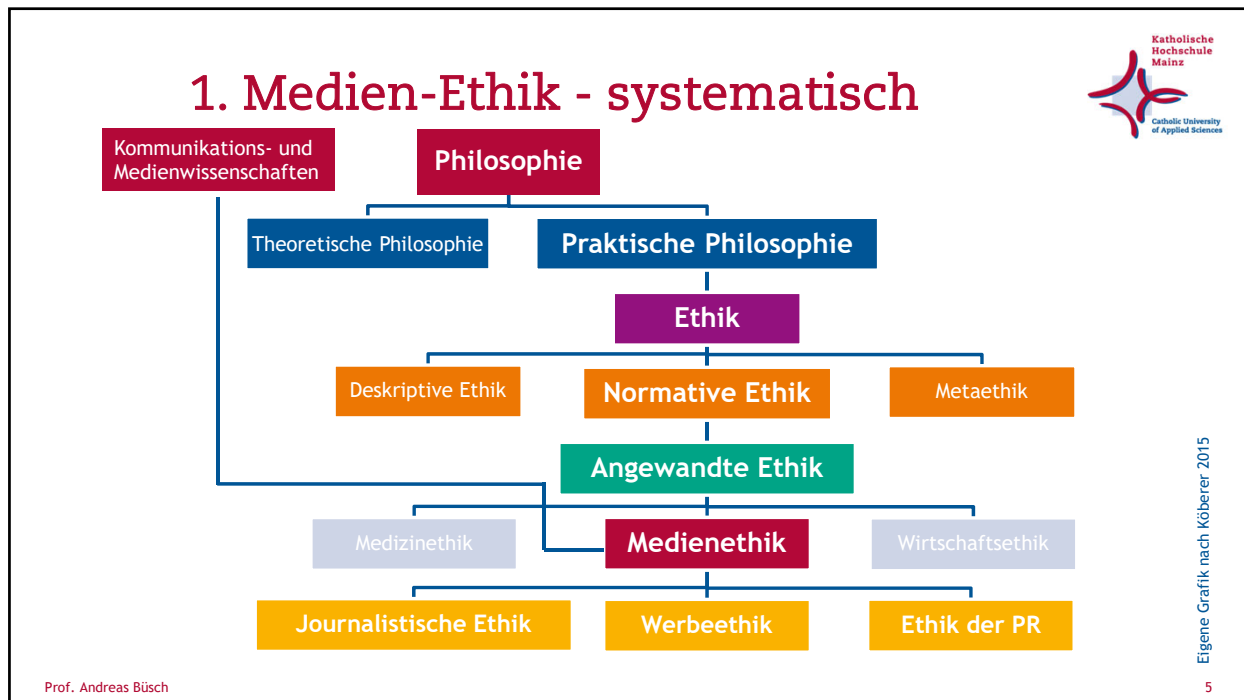 Katholische
Hochschule
Mainz
Catholic University
of Applied Sciences
1. Medien-Ethik - systematisch
Kommunikations- und
Medienwissenschaften
Philosophie
Theoretische Philosophie
Praktische Philosophie
Ethik
Deskriptive Ethik
Normative Ethik
Metaethik
Angewandte Ethik
Medizinethik
Medienethik
Wirtschaftsethik
Journalistische Ethik
Werbeethik
Ethik der PR
Eigene Grafik nach Köberer 2015
Prof. Andreas Büsch
5